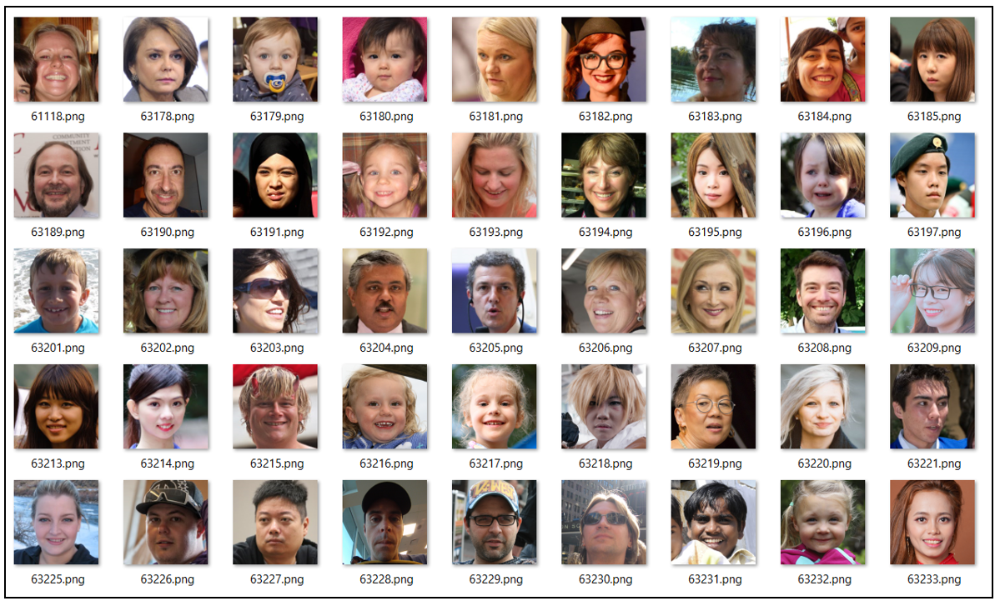 61118.png 63178.png 63179.png 63180.png 63181.png 63182.png 63183.png 63184.png 63185.png
COMMUNITY
63189.png 63190.png 63191.png 63192.png 63193.png 63194.png 63195.png 63196.png 63197.png
63201.png 63202.png 63203.png 63204.png 63205.png 63206.png 63207.png 63208.png 63209.png
63213.png 63214.png 63215.png 63216.png 63217.png 63218.png 63219.png 63220.png 63221.png
63225.png 63226.png 63227.png 63228.png 63229.png 63230.png 63231.png 63232.png 63233.png